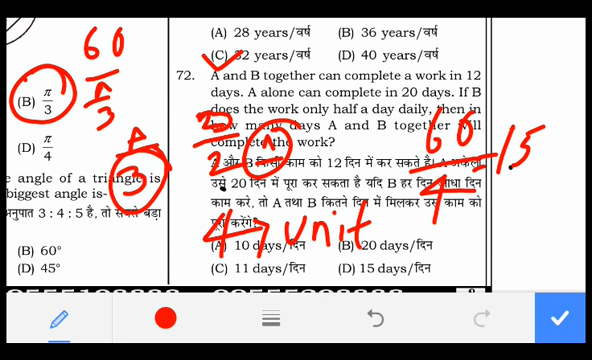 (A) 28 years/वर्ष (B) 36 years/वर्ष
(C) 32 years/वर्ष (D) 40 years/वर्ष
72. A and B together can complete a work in 12
days. A alone can complete in 20 days. If B
does the work only half a day daily, then in
how many days A and B together will
complete the work?
A और B किसी काम को 12 दिन में कर सकते है। A अकेला
उसे 20 दिन में पूरा कर सकता है यदि B हर दिन आधा दिन
काम करे, तो A तथा B कितने दिन में मिलकर उस काम को
पूरा करेंगे?
(A) 10 days/दिन (B) 20 days/दिन
(C) 11 days/दिन (D) 15 days/दिन
(B) π/3
(D) π/4
e angle of a triangle is
biggest angle is-
अनुपात 3 : 4 : 5 है, तो सबसे बड़ा
(B) 60°
(D) 45°
60
3
3
2
60/4 = 15
4 → unit